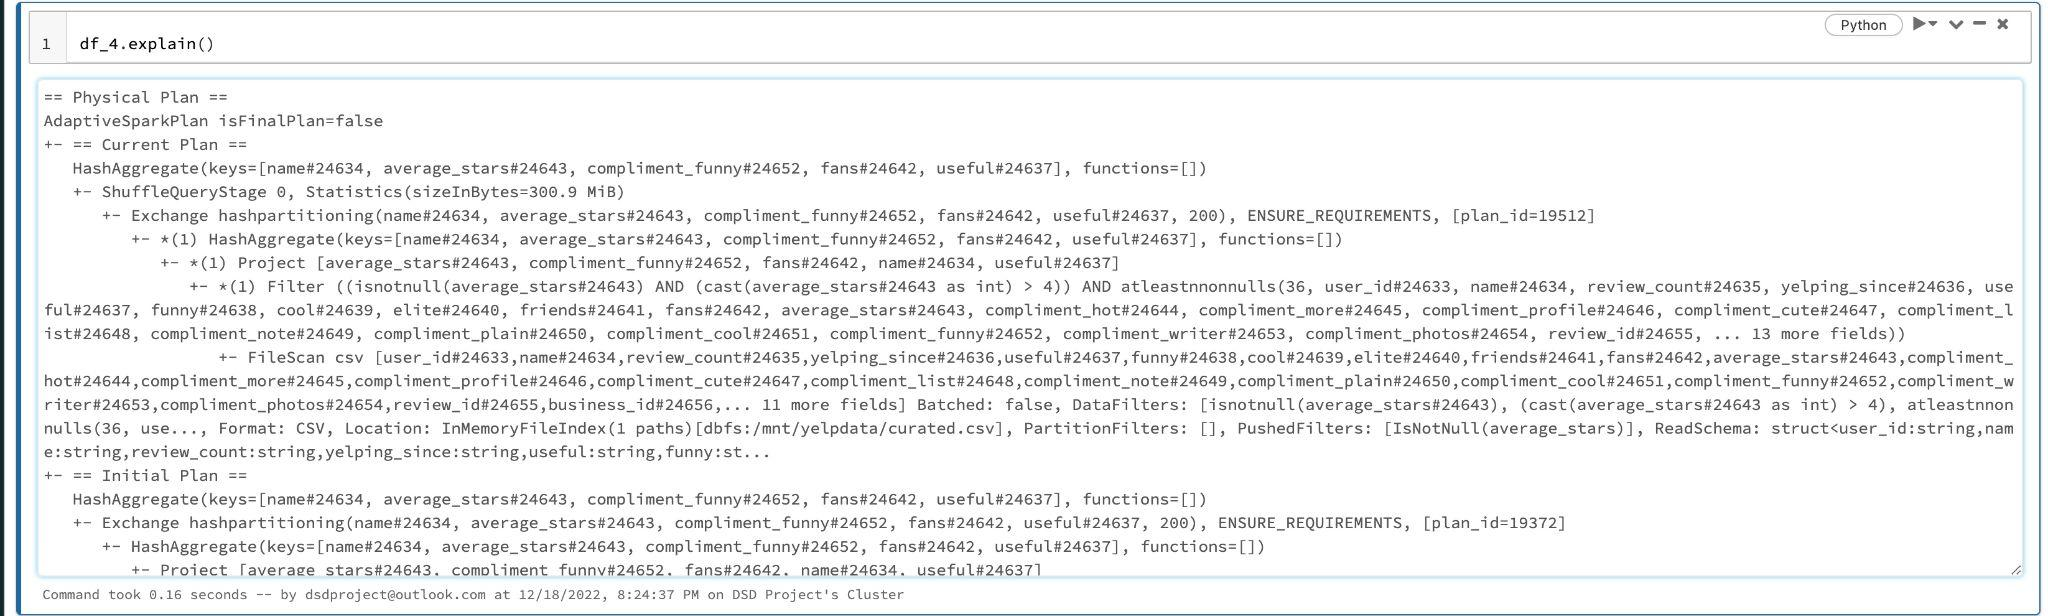 Python
1 df_4.explain()
== Physical Plan ==
AdaptiveSparkPlan isFinalPlan=false
+- == Current Plan ==
   HashAggregate(keys=[name#24634, average_stars#24643, compliment_funny#24652, fans#24642, useful#24637], functions=[])
   +- ShuffleQueryStage 0, Statistics(sizeInBytes=300.9 MiB)
      +- Exchange hashpartitioning(name#24634, average_stars#24643, compliment_funny#24652, fans#24642, useful#24637, 200), ENSURE_REQUIREMENTS, [plan_id=19512]
         +- *(1) HashAggregate(keys=[name#24634, average_stars#24643, compliment_funny#24652, fans#24642, useful#24637], functions=[])
            +- *(1) Project [average_stars#24643, compliment_funny#24652, fans#24642, name#24634, useful#24637]
               +- *(1) Filter ((isnotnull(average_stars#24643) AND (cast(average_stars#24643 as int) > 4)) AND atleastnnonnulls(36, user_id#24633, name#24634, review_count#24635, yelping_since#24636, use
ful#24637, funny#24638, cool#24639, elite#24640, friends#24641, fans#24642, average_stars#24643, compliment_hot#24644, compliment_more#24645, compliment_profile#24646, compliment_cute#24647, compliment_l
ist#24648, compliment_note#24649, compliment_plain#24650, compliment_cool#24651, compliment_funny#24652, compliment_writer#24653, compliment_photos#24654, review_id#24655, ... 13 more fields))
                  +- FileScan csv [user_id#24633,name#24634,review_count#24635,yelping_since#24636,useful#24637,funny#24638,cool#24639,elite#24640,friends#24641,fans#24642,average_stars#24643,compliment_
hot#24644,compliment_more#24645,compliment_profile#24646,compliment_cute#24647,compliment_list#24648,compliment_note#24649,compliment_plain#24650,compliment_cool#24651,compliment_funny#24652,compliment_w
riter#24653,compliment_photos#24654,review_id#24655,business_id#24656,... 11 more fields] Batched: false, DataFilters: [isnotnull(average_stars#24643), (cast(average_stars#24643 as int) > 4), atleastnnon
nulls(36, use..., Format: CSV, Location: InMemoryFileIndex(1 paths)[dbfs:/mnt/yelpdata/curated.csv], PartitionFilters: [], PushedFilters: [IsNotNull(average_stars)], ReadSchema: struct<user_id:string,nam
e:string,review_count:string,yelping_since:string,useful:string,funny:st...
+- == Initial Plan ==
   HashAggregate(keys=[name#24634, average_stars#24643, compliment_funny#24652, fans#24642, useful#24637], functions=[])
   +- Exchange hashpartitioning(name#24634, average_stars#24643, compliment_funny#24652, fans#24642, useful#24637, 200), ENSURE_REQUIREMENTS, [plan_id=19372]
      +- HashAggregate(keys=[name#24634, average_stars#24643, compliment_funny#24652, fans#24642, useful#24637], functions=[])
         +- Project [average_stars#24643, compliment_funny#24652, fans#24642, name#24634, useful#24637]
Command took 0.16 seconds -- by dsdproject@outlook.com at 12/18/2022, 8:24:37 PM on DSD Project's Cluster